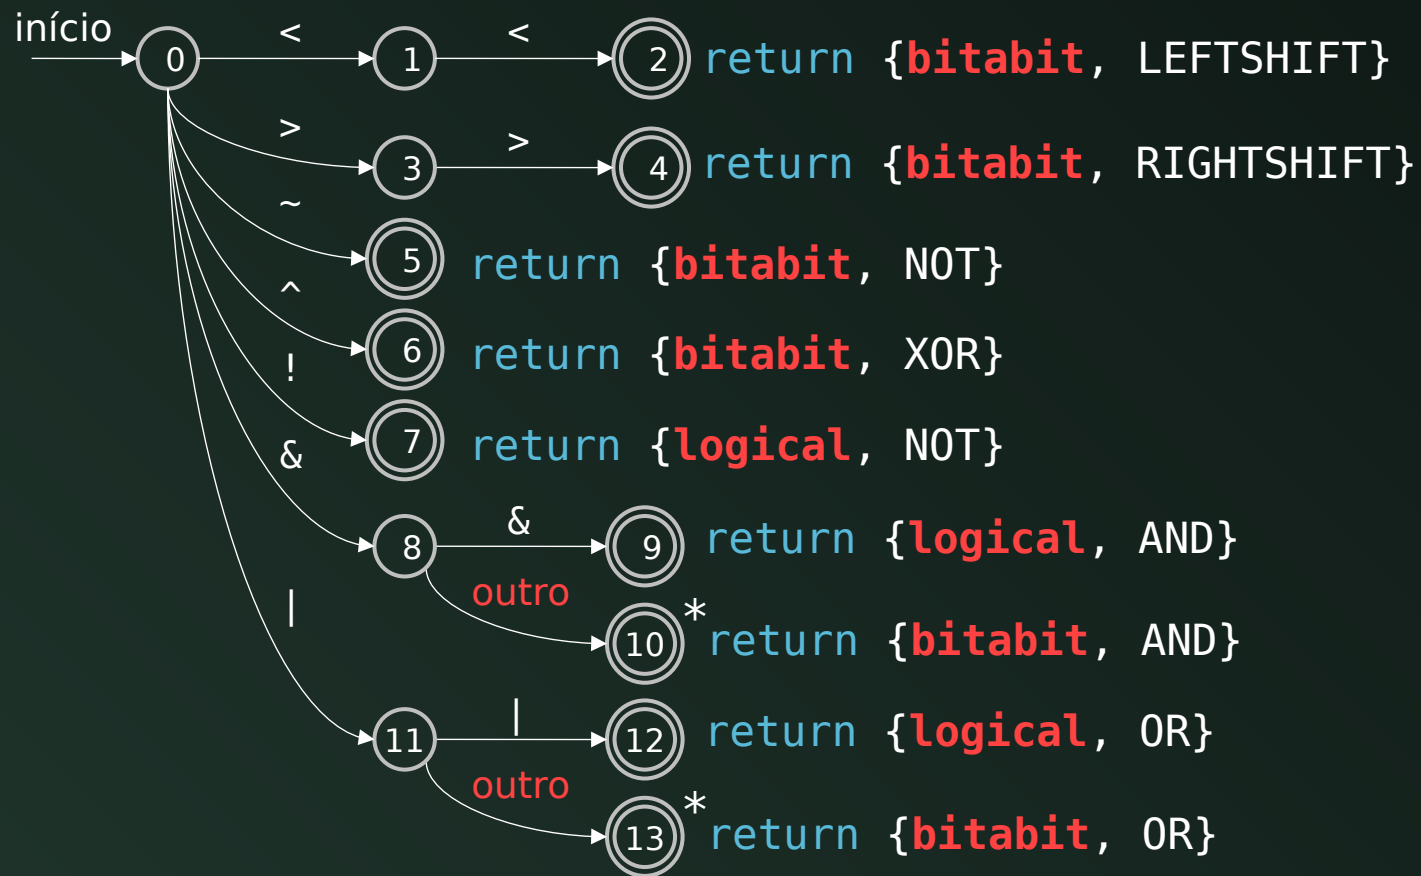 início
0 < 1 < 2 return {bitabit, LEFTSHIFT}
> 3 > 4 return {bitabit, RIGHTSHIFT}
~ 5 return {bitabit, NOT}
^ 6 return {bitabit, XOR}
! 7 return {logical, NOT}
& 8 & 9 return {logical, AND}
outro 10 * return {bitabit, AND}
| 11 | 12 return {logical, OR}
outro 13 * return {bitabit, OR}